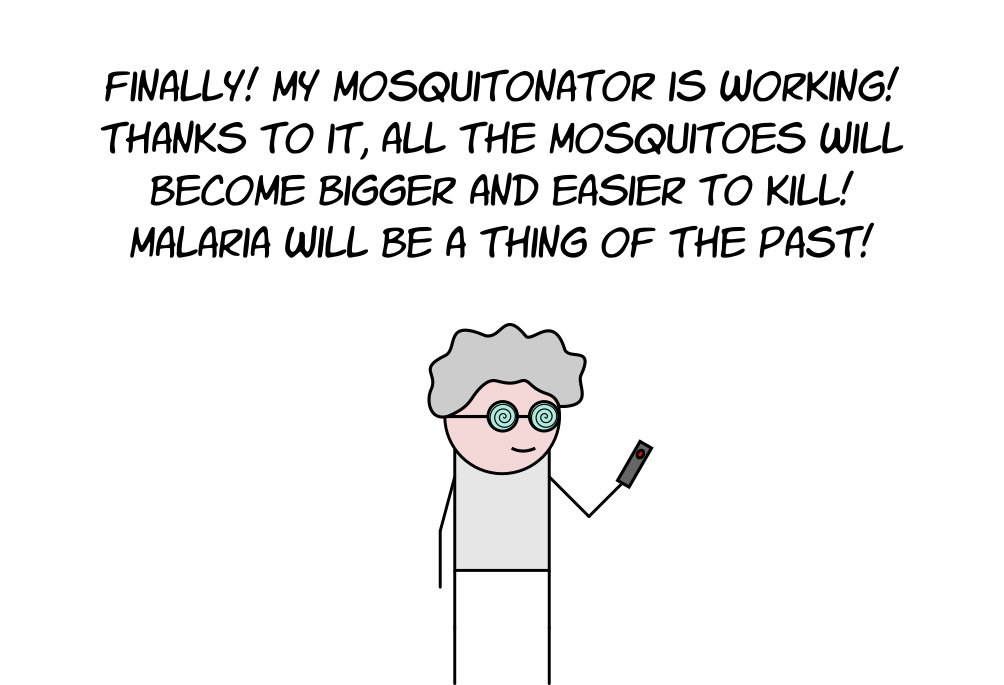 FINALLY! MY MOSQUITONATOR IS WORKING!
THANKS TO IT, ALL THE MOSQUITOES WILL
BECOME BIGGER AND EASIER TO KILL!
MALARIA WILL BE A THING OF THE PAST!